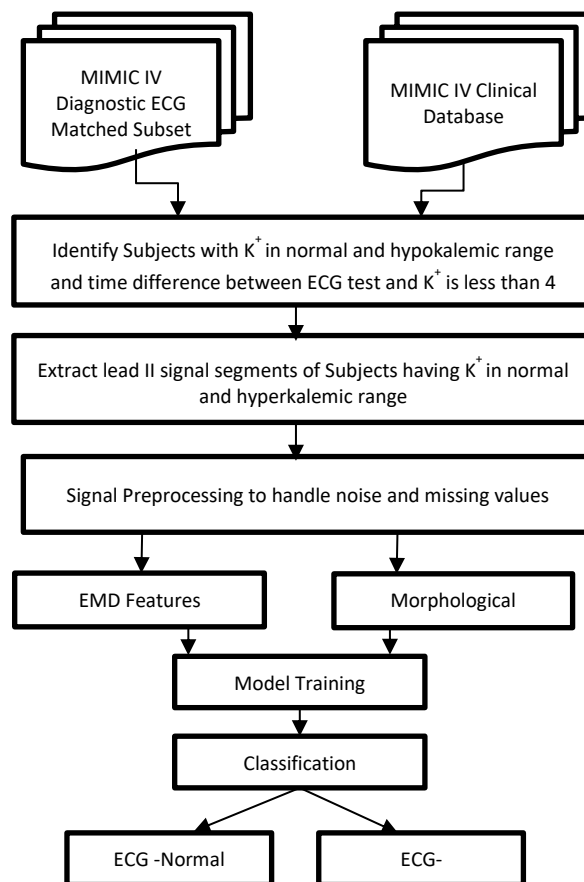 MIMIC IV
Diagnostic ECG
Matched Subset
MIMIC IV Clinical
Database
Identify Subjects with K⁺ in normal and hypokalemic range
and time difference between ECG test and K⁺ is less than 4
Extract lead II signal segments of Subjects having K⁺ in normal
and hyperkalemic range
Signal Preprocessing to handle noise and missing values
EMD Features
Morphological
Model Training
Classification
ECG -Normal
ECG-